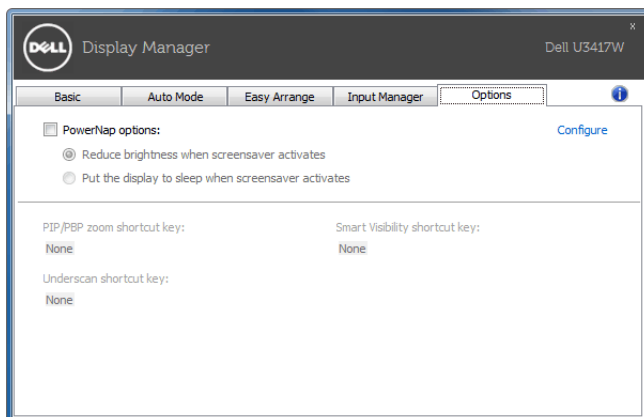 DELL Display Manager Dell U3417W
x
Basic Auto Mode Easy Arrange Input Manager Options i
PowerNap options: Configure
Reduce brightness when screensaver activates
Put the display to sleep when screensaver activates
PIP/PBP zoom shortcut key: Smart Visibility shortcut key:
None None
Underscan shortcut key:
None